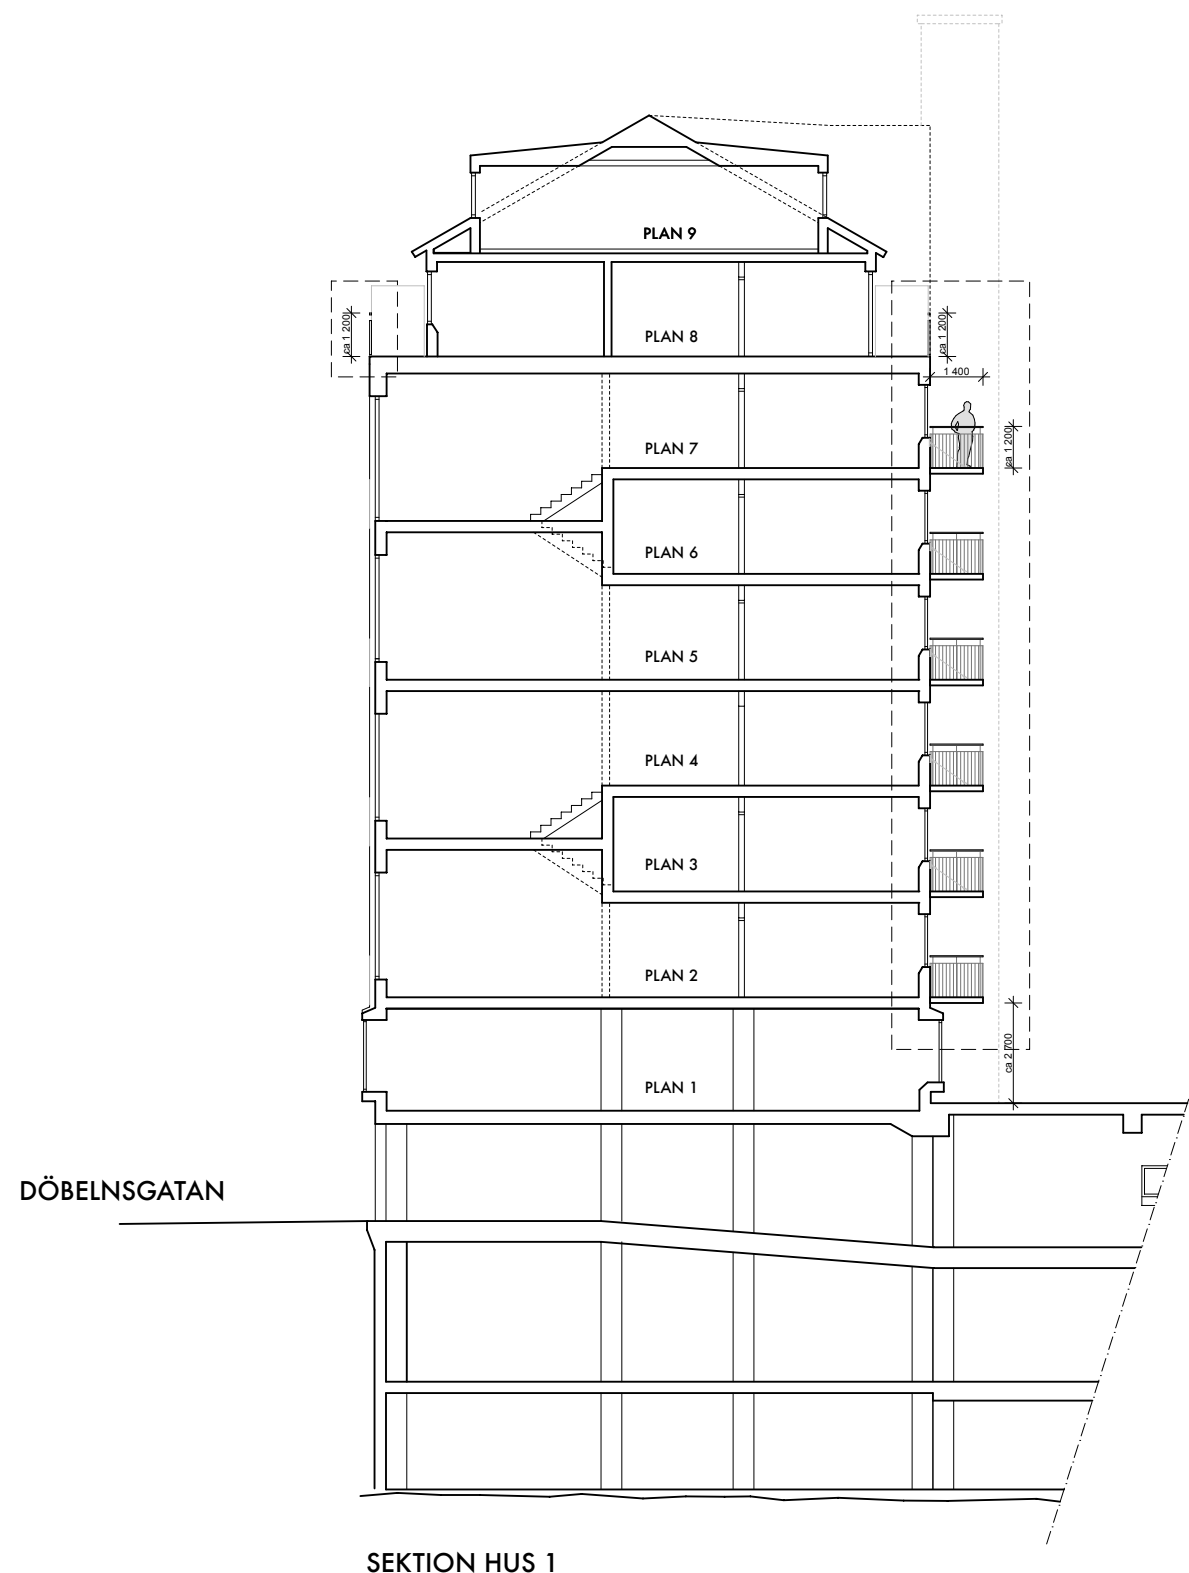 PLAN 9
ca 1 200
PLAN 8
ca 1 200
1 400
PLAN 7
ca 1 200
PLAN 6
PLAN 5
PLAN 4
PLAN 3
PLAN 2
ca 2 700
PLAN 1
DÖBELNSGATAN
SEKTION HUS 1